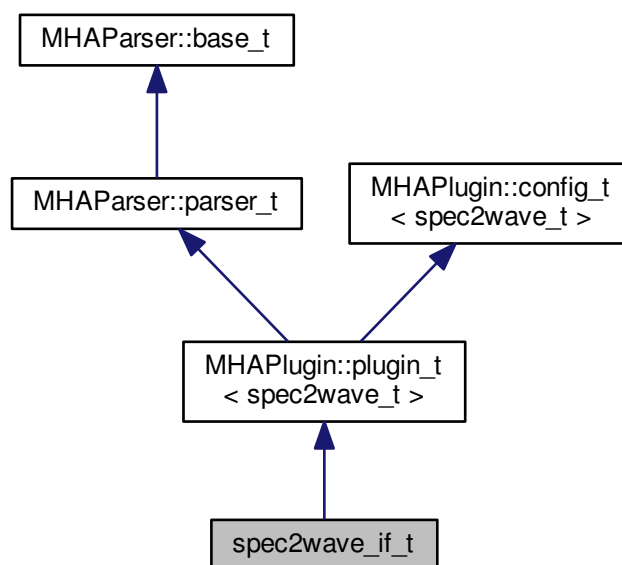 MHAParser::base_t
MHAParser::parser_t
MHAPlugin::config_t
< spec2wave_t >
MHAPlugin::plugin_t
< spec2wave_t >
spec2wave_if_t